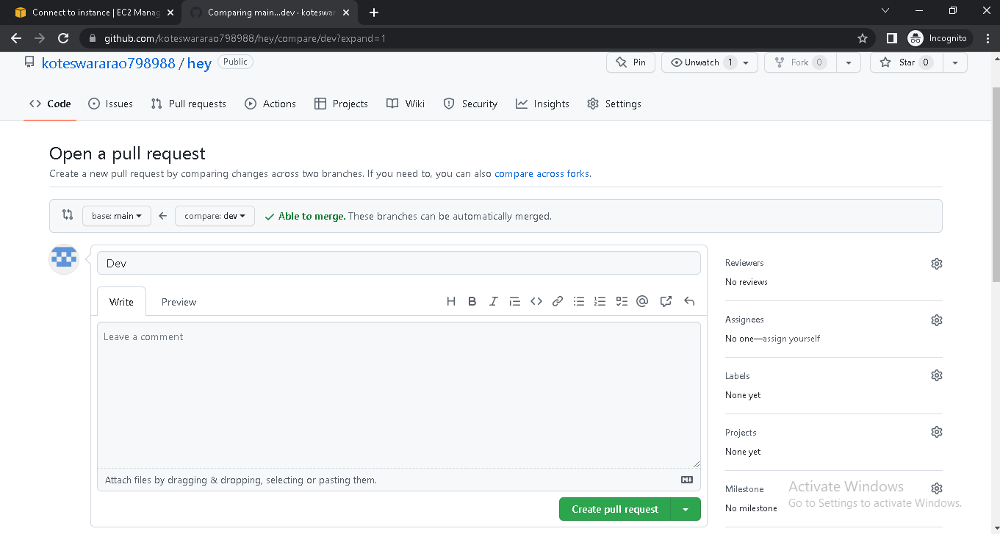 Connect to instance | EC2 Manag
Comparing main...dev · koteswar
github.com/koteswararao798988/hey/compare/dev?expand=1
Incognito
koteswararao798988 / hey Public
Pin
Unwatch 1
Fork 0
Star 0
Code
Issues
Pull requests
Actions
Projects
Wiki
Security
Insights
Settings
Open a pull request
Create a new pull request by comparing changes across two branches. If you need to, you can also compare across forks.
base: main
compare: dev
Able to merge. These branches can be automatically merged.
Dev
Write
Preview
Leave a comment
Attach files by dragging & dropping, selecting or pasting them.
Create pull request
Reviewers
No reviews
Assignees
No one—assign yourself
Labels
None yet
Projects
None yet
Milestone
No milestone
Activate Windows
Go to Settings to activate Windows.